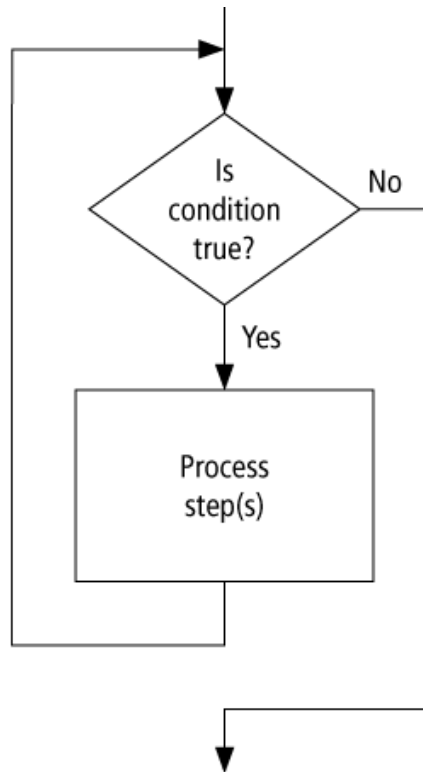 Is
condition
true?
No
Yes
Process
step(s)